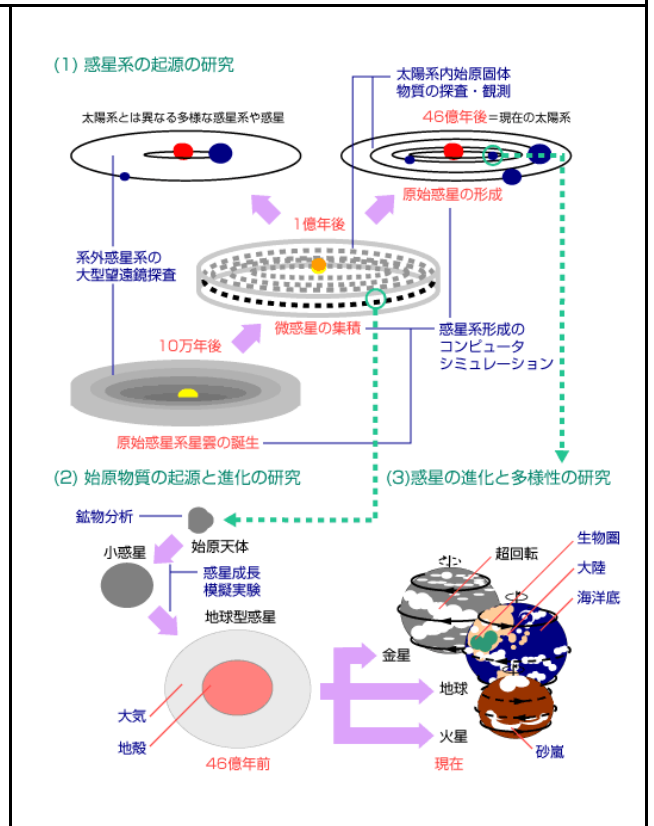 (1) 惑星系の起源の研究
太陽系内始原固体
物質の探査・観測
太陽系とは異なる多様な惑星系や惑星
46億年後=現在の太陽系
原始惑星の形成
1億年後
系外惑星系の
大型望遠鏡探査
微惑星の集積
惑星系形成の
コンピュータ
シミュレーション
10万年後
原始惑星系星雲の誕生
(2) 始原物質の起源と進化の研究
(3)惑星の進化と多様性の研究
鉱物分析
始原天体
小惑星
惑星成長
模擬実験
地球型惑星
大気
地殻
46億年前
超回転
生物圏
大陸
海洋底
金星
地球
火星
砂嵐
現在